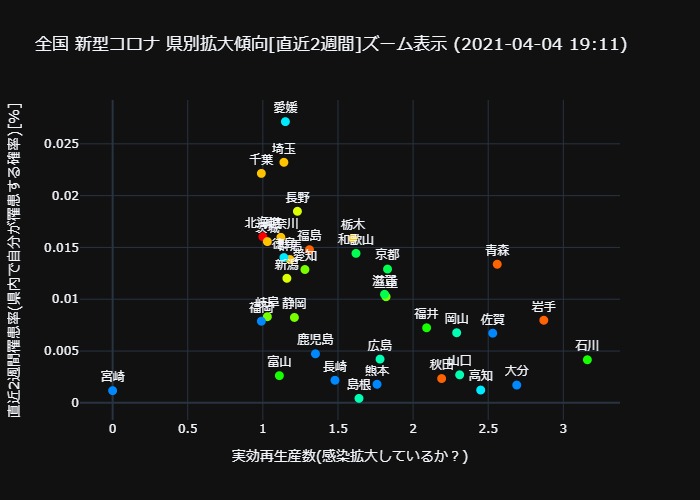 全国 新型コロナ 県別拡大傾向[直近2週間]ズーム表示 (2021-04-04 19:11)
直近2週間罹患率(県内で自分が罹患する確率)[%]
愛媛
埼玉
千葉
0.025
長野
0.02
北海道
栃木
福島
和歌山
青森
0.015
愛知
京都
新潟
0.01
福岡
岐阜
静岡
福井
岡山
佐賀
岩手
鹿児島
広島
石川
0.005
富山
長崎
熊本
秋田
山口
宮崎
島根
高知
大分
0
0
0.5
1
1.5
2
2.5
3
実効再生産数(感染拡大しているか？)